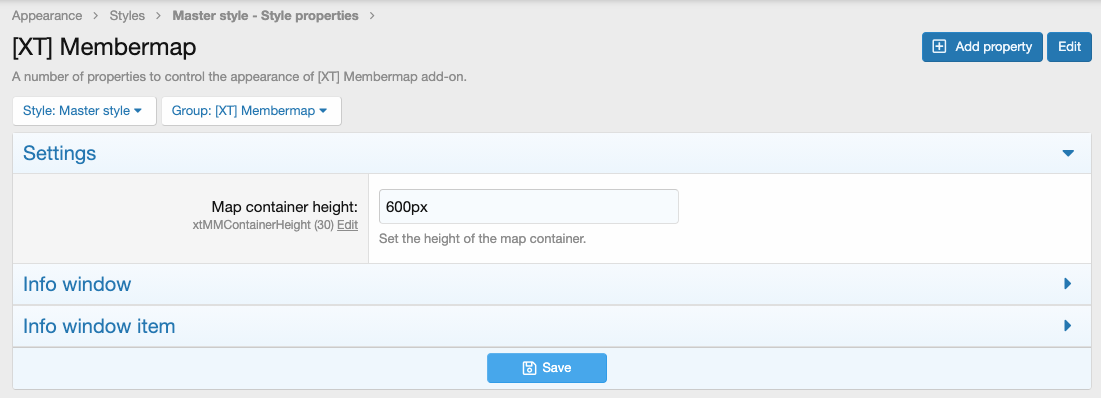 Appearance > Styles > Master style - Style properties >
[XT] Membermap
Add property
Edit
A number of properties to control the appearance of [XT] Membermap add-on.
Style: Master style
Group: [XT] Membermap
Settings
Map container height:
600px
xtMMContainerHeight (30) Edit
Set the height of the map container.
Info window
Info window item
Save